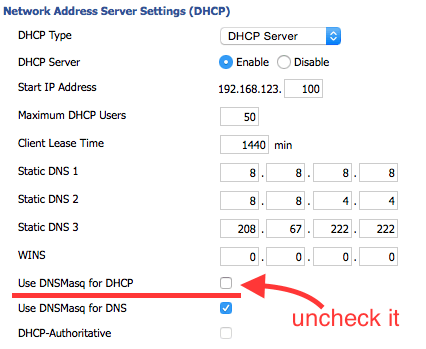 Network Address Server Settings (DHCP)
DHCP Type DHCP Server
DHCP Server Enable Disable
Start IP Address 192.168.123. 100
Maximum DHCP Users 50
Client Lease Time 1440 min
Static DNS 1 8 . 8 . 8 . 8
Static DNS 2 8 . 8 . 4 . 4
Static DNS 3 208 . 67 . 222 . 222
WINS 0 . 0 . 0 . 0
Use DNSMasq for DHCP
Use DNSMasq for DNS
uncheck it
DHCP-Authoritative